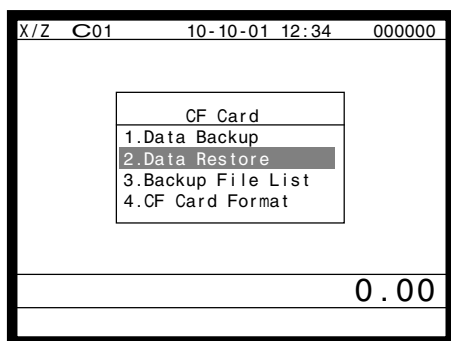 X/Z C01 10-10-01 12:34 000000
CF Card
1.Data Backup
2.Data Restore
3.Backup File List
4.CF Card Format
0.00